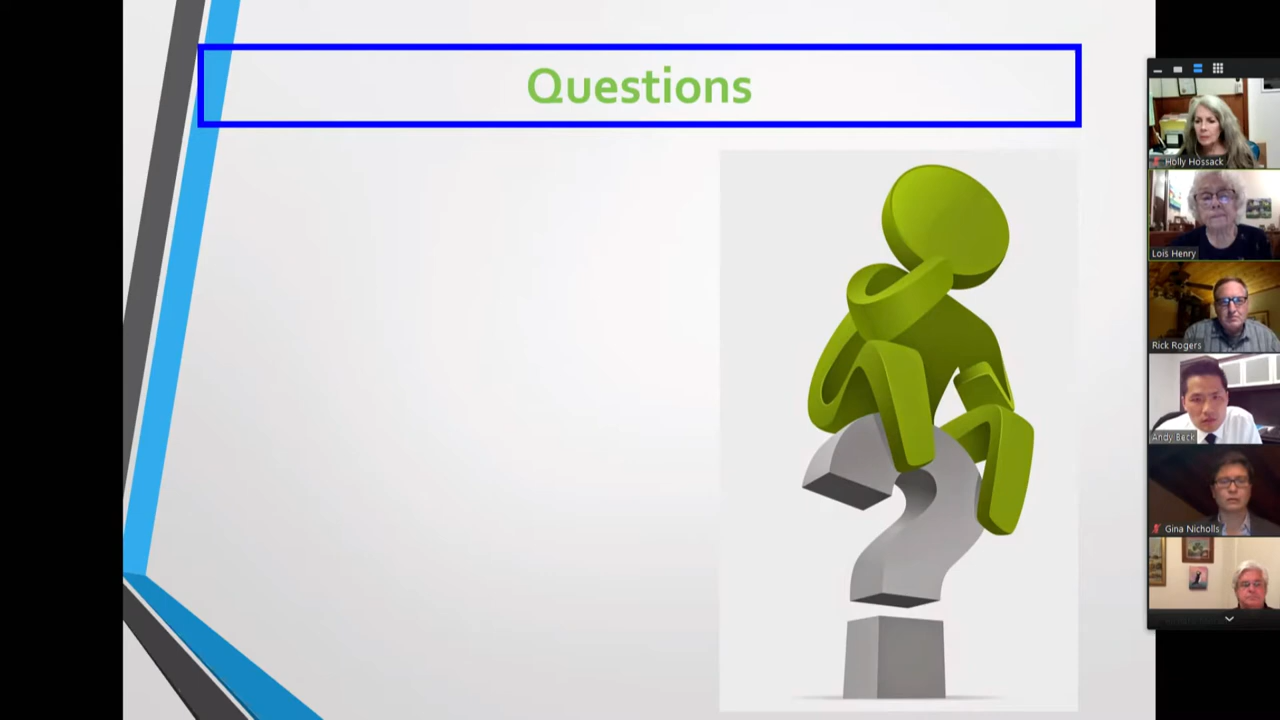 Questions
Holly Hossack
Lois Henry
Rick Rogers
Andy Beck
Gina Nicholls